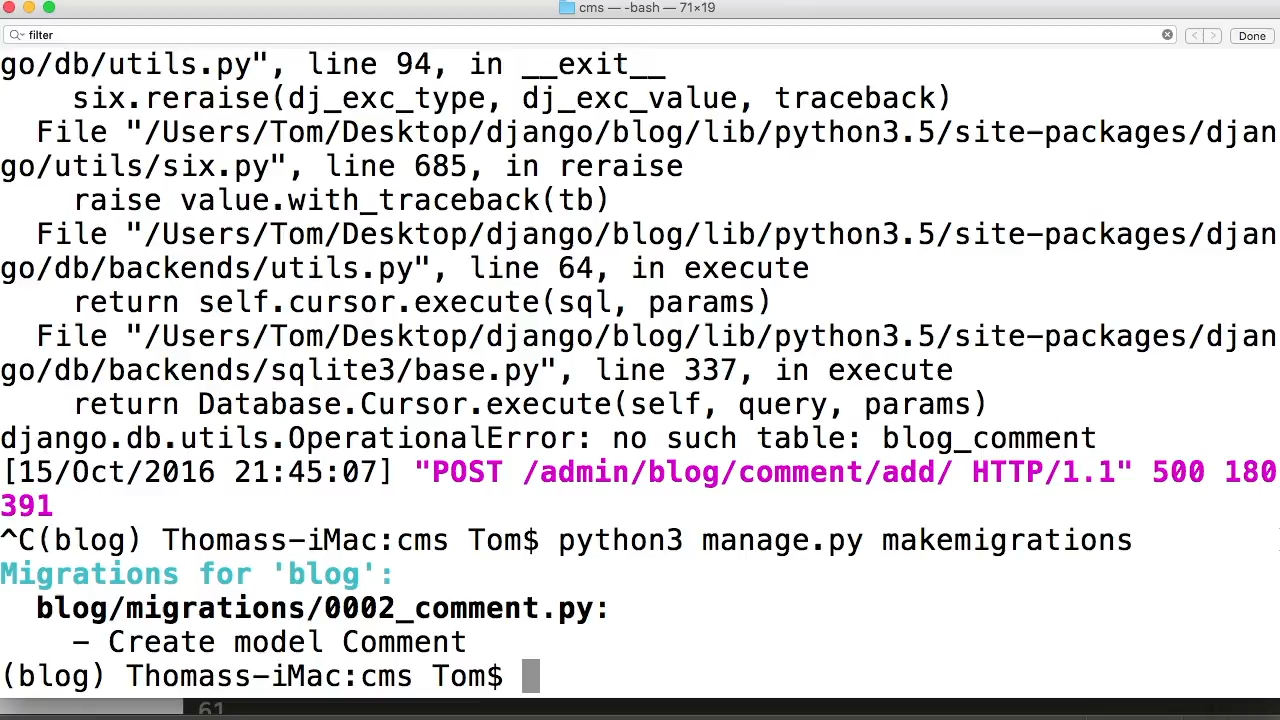 cms — -bash — 71×19
filter
Done
go/db/utils.py", line 94, in __exit__
    six.reraise(dj_exc_type, dj_exc_value, traceback)
  File "/Users/Tom/Desktop/django/blog/lib/python3.5/site-packages/djan
go/utils/six.py", line 685, in reraise
    raise value.with_traceback(tb)
  File "/Users/Tom/Desktop/django/blog/lib/python3.5/site-packages/djan
go/db/backends/utils.py", line 64, in execute
    return self.cursor.execute(sql, params)
  File "/Users/Tom/Desktop/django/blog/lib/python3.5/site-packages/djan
go/db/backends/sqlite3/base.py", line 337, in execute
    return Database.Cursor.execute(self, query, params)
django.db.utils.OperationalError: no such table: blog_comment
[15/Oct/2016 21:45:07] "POST /admin/blog/comment/add/ HTTP/1.1" 500 180
391
^C(blog) Thomass-iMac:cms Tom$ python3 manage.py makemigrations
Migrations for 'blog':
  blog/migrations/0002_comment.py:
    - Create model Comment
(blog) Thomass-iMac:cms Tom$
61